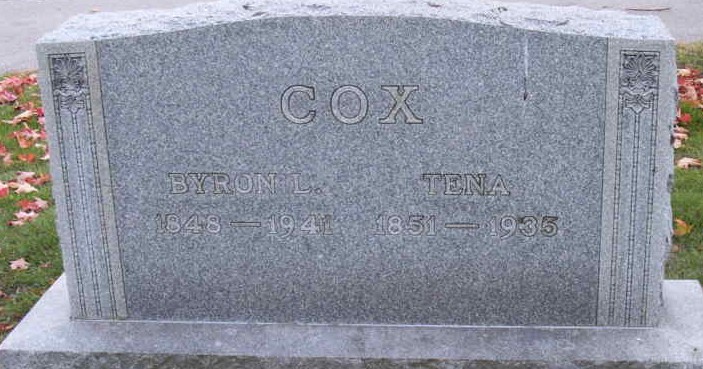 COX
BYRON L. TENA
1848 — 1941 1851 — 1935